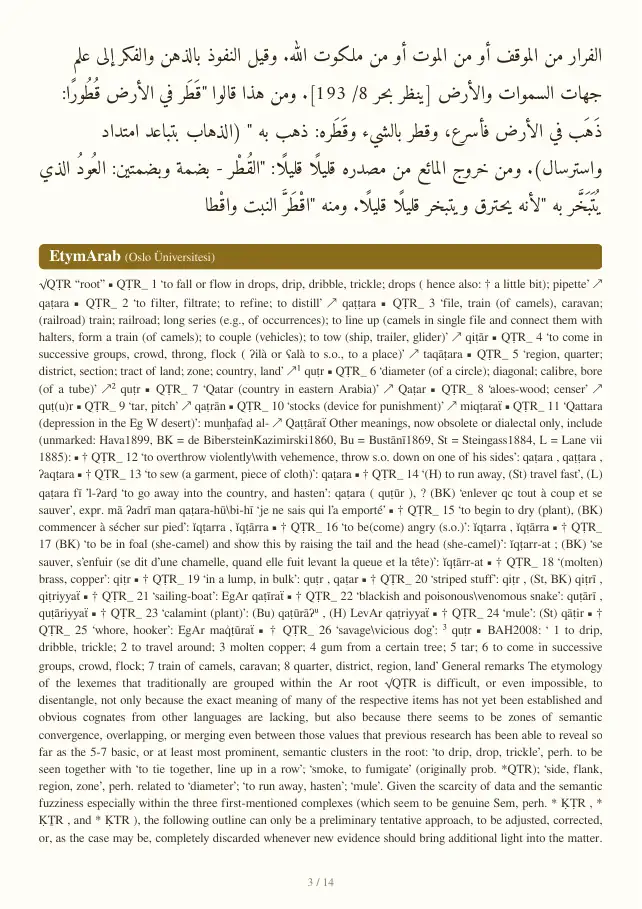 الفرار من الموقف أو من الموت أو من ملكوت الله. وقيل النفوذ بالذهن والفكر إلى علم
جهات السموات والأرض [ينظر بحر 8/ 193]. ومن هذا قالوا "قَطَر في الأرض قُطُورًا:
ذَهَب في الأرض فأسرع، وقطر بالشيء وقَطَره: ذهب به " (الذهاب بتباعد امتداد
واسترسال). ومن خروج المائع من مصدره قليلًا قليلًا: "القُطْر - بضمة وبضمتين: العُودُ الذي
يُتَبَخَّر به "لأنه يحترق ويتبخر قليلًا قليلًا. ومنه "اقْطَرَّ النبت واقْطا
EtymArab (Oslo Üniversitesi)
√QṬR “root” ▪ QṬR_ 1 ‘to fall or flow in drops, drip, dribble, trickle; drops ( hence also: † a little bit); pipette’ ↗
qaṭara ▪ QṬR_ 2 ‘to filter, filtrate; to refine; to distill’ ↗ qaṭṭara ▪ QṬR_ 3 ‘file, train (of camels), caravan;
(railroad) train; railroad; long series (e.g., of occurrences); to line up (camels in single file and connect them with
halters, form a train (of camels); to couple (vehicles); to tow (ship, trailer, glider)’ ↗ qiṭār ▪ QṬR_ 4 ‘to come in
successive groups, crowd, throng, flock ( ʔilà or ʕalà to s.o., to a place)’ ↗ taqāṭara ▪ QṬR_ 5 ‘region, quarter;
district, section; tract of land; zone; country, land’ ↗¹ quṭr ▪ QṬR_ 6 ‘diameter (of a circle); diagonal; calibre, bore
(of a tube)’ ↗² quṭr ▪ QṬR_ 7 ‘Qatar (country in eastern Arabia)’ ↗ Qaṭar ▪ QṬR_ 8 ‘aloes-wood; censer’ ↗
quṭ(u)r ▪ QṬR_ 9 ‘tar, pitch’ ↗ qaṭrān ▪ QṬR_ 10 ‘stocks (device for punishment)’ ↗ miqṭaraẗ ▪ QṬR_ 11 ‘Qattara
(depression in the Eg W desert)’: munḫafaḍ al- ↗ Qaṭṭāraẗ Other meanings, now obsolete or dialectal only, include
(unmarked: Hava1899, BK = de BibersteinKazimirski1860, Bu = Bustānī1869, St = Steingass1884, L = Lane vii
1885): ▪ † QṬR_ 12 ‘to overthrow violently\with vehemence, throw s.o. down on one of his sides’: qaṭara , qaṭṭara ,
ʔaqṭara ▪ † QṬR_ 13 ‘to sew (a garment, piece of cloth)’: qaṭara ▪ † QṬR_ 14 ‘(H) to run away, (St) travel fast’, (L)
qaṭara fī ’l-ʔarḍ ‘to go away into the country, and hasten’: qaṭara ( quṭūr ), ? (BK) ‘enlever qc tout à coup et se
sauver’, expr. mā ʔadrī man qaṭara-hū\bi-hī ‘je ne sais qui l’a emporté’ ▪ † QṬR_ 15 ‘to begin to dry (plant), (BK)
commencer à sécher sur pied’: ĭqṭarra , ĭqṭārra ▪ † QṬR_ 16 ‘to be(come) angry (s.o.)’: ĭqṭarra , ĭqṭārra ▪ † QṬR_
17 (BK) ‘to be in foal (she-camel) and show this by raising the tail and the head (she-camel)’: ĭqṭarr-at ; (BK) ‘se
sauver, s’enfuir (se dit d’une chamelle, quand elle fuit levant la queue et la tête)’: ĭqṭārr-at ▪ † QṬR_ 18 ‘(molten)
brass, copper’: qiṭr ▪ † QṬR_ 19 ‘in a lump, in bulk’: quṭr , qaṭar ▪ † QṬR_ 20 ‘striped stuff’: qiṭr , (St, BK) qiṭrī ,
qiṭriyyaẗ ▪ † QṬR_ 21 ‘sailing-boat’: EgAr qaṭīraẗ ▪ † QṬR_ 22 ‘blackish and poisonous\venomous snake’: quṭārī ,
quṭāriyyaẗ ▪ † QṬR_ 23 ‘calamint (plant)’: (Bu) qaṭūrāʔᵘ , (H) LevAr qaṭriyyaẗ ▪ † QṬR_ 24 ‘mule’: (St) qāṭir ▪ †
QṬR_ 25 ‘whore, hooker’: EgAr maq̇ṭūraẗ ▪ † QṬR_ 26 ‘savage\vicious dog’: ³ quṭr ▪ BAH2008: ‘ 1 to drip,
dribble, trickle; 2 to travel around; 3 molten copper; 4 gum from a certain tree; 5 tar; 6 to come in successive
groups, crowd, flock; 7 train of camels, caravan; 8 quarter, district, region, land’ General remarks The etymology
of the lexemes that traditionally are grouped within the Ar root √QṬR is difficult, or even impossible, to
disentangle, not only because the exact meaning of many of the respective items has not yet been established and
obvious cognates from other languages are lacking, but also because there seems to be zones of semantic
convergence, overlapping, or merging even between those values that previous research has been able to reveal so
far as the 5-7 basic, or at least most prominent, semantic clusters in the root: ‘to drip, drop, trickle’, perh. to be
seen together with ‘to tie together, line up in a row’; ‘smoke, to fumigate’ (originally prob. *QTR); ‘side, flank,
region, zone’, perh. related to ‘diameter’; ‘to run away, hasten’; ‘mule’. Given the scarcity of data and the semantic
fuzziness especially within the three first-mentioned complexes (which seem to be genuine Sem, perh. * ḲṬR , *
ḲṮR , and * ḲTR ), the following outline can only be a preliminary tentative approach, to be adjusted, corrected,
or, as the case may be, completely discarded whenever new evidence should bring additional light into the matter.
3 / 14